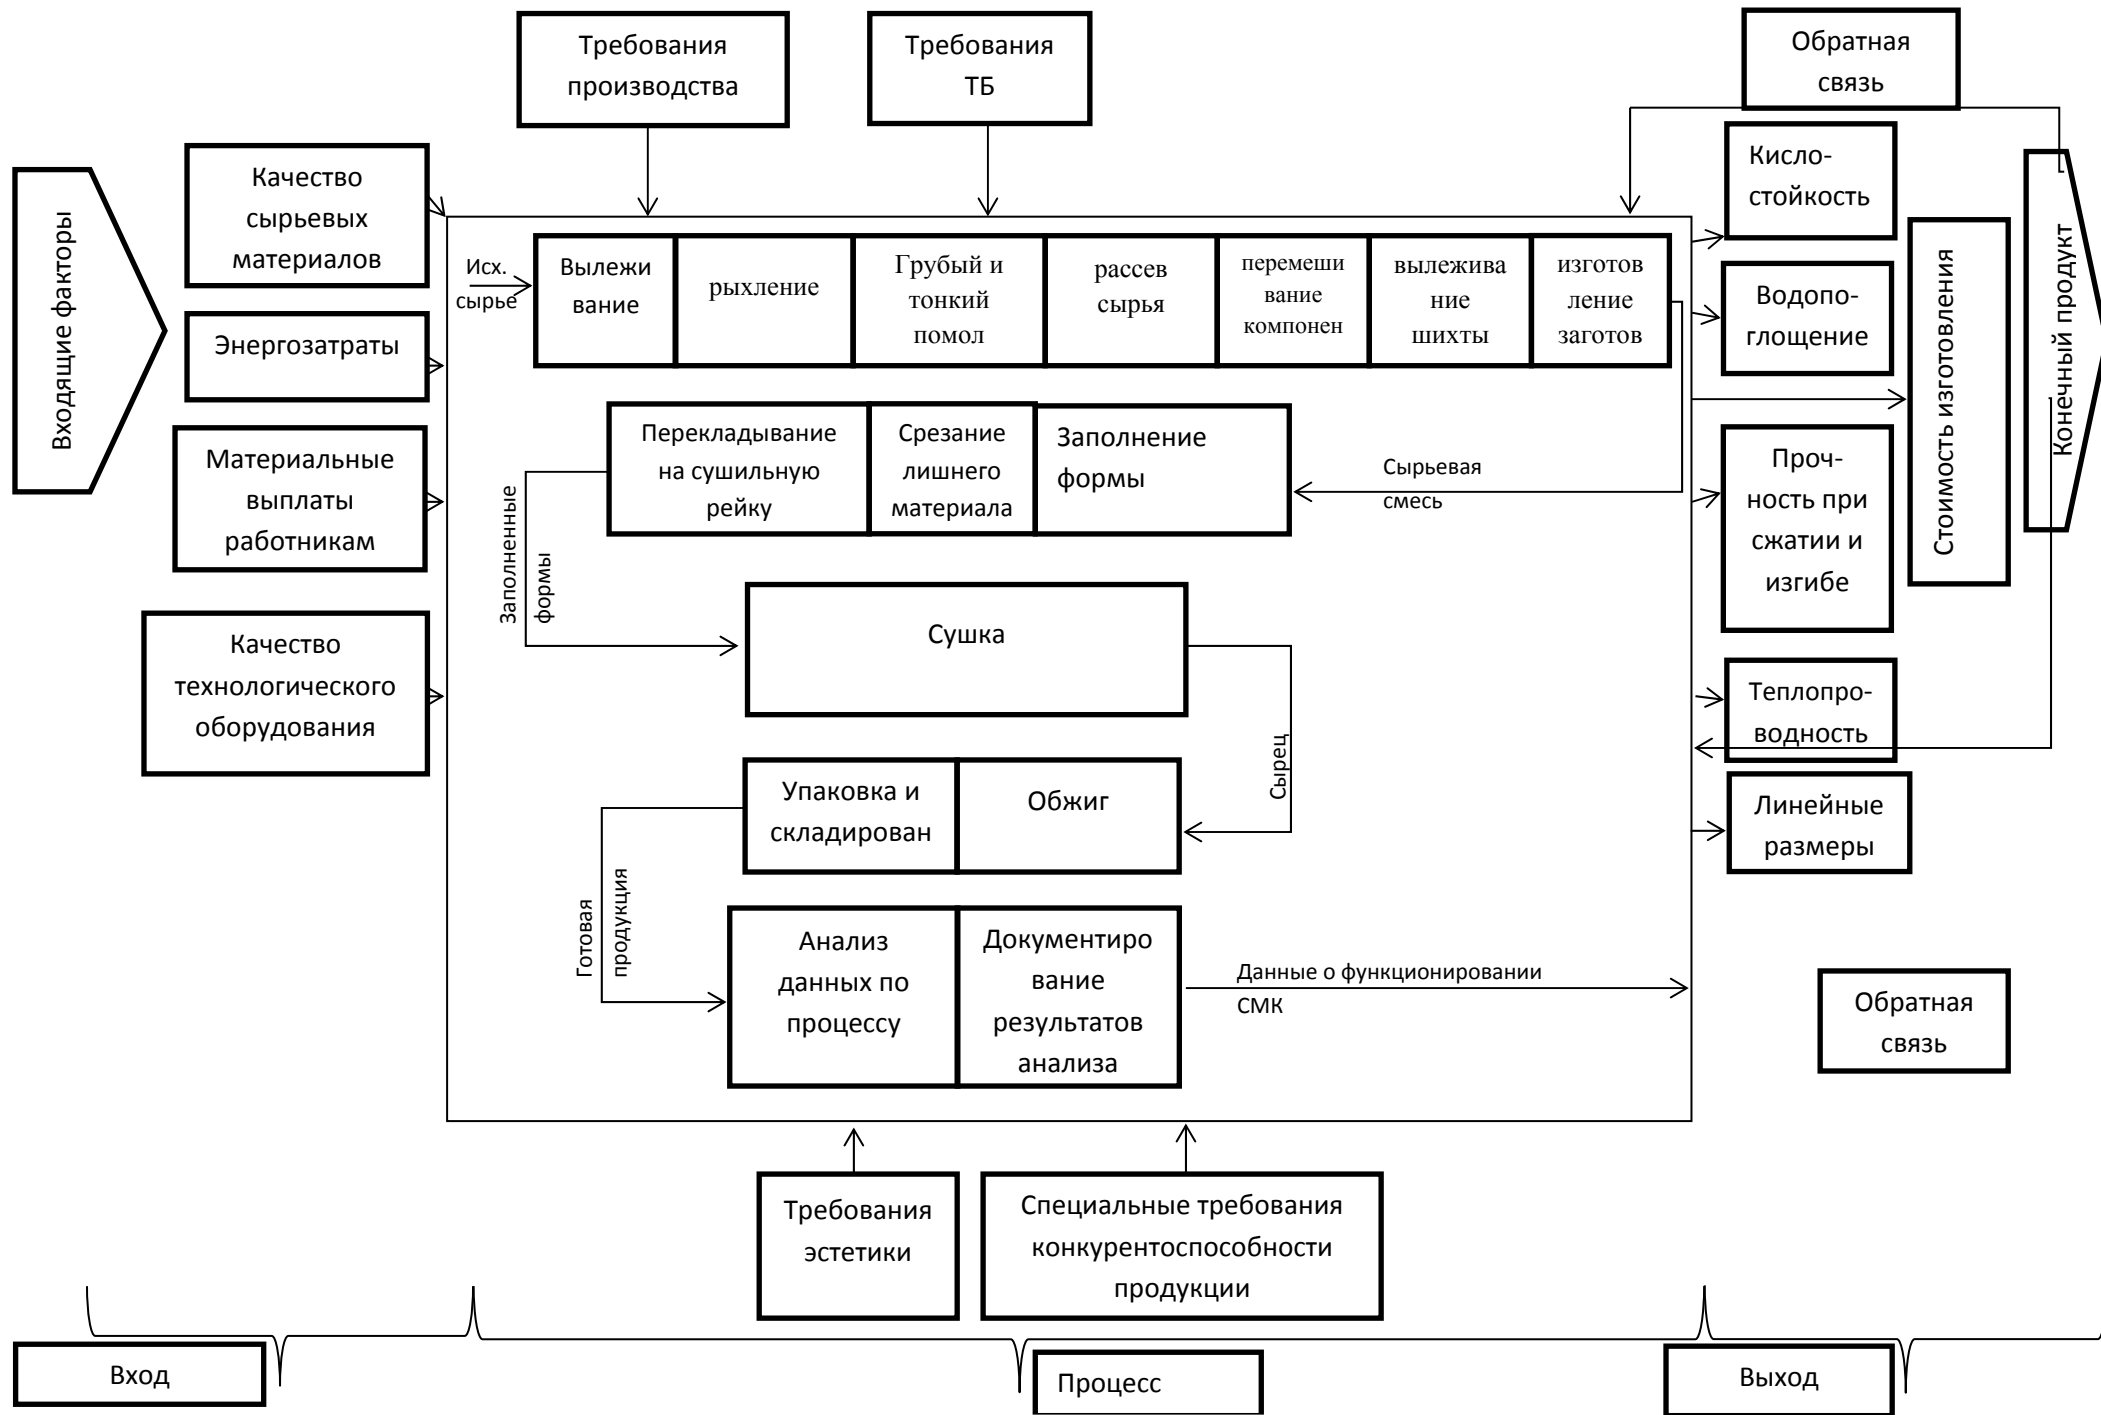 Требования
производства
Требования
ТБ
Обратная
связь
Входящие факторы
Качество
сырьевых
материалов
Энергозатраты
Материальные
выплаты
работникам
Качество
технологического
оборудования
Исх.
сырье
Вылежи
вание
рыхление
Грубый и
тонкий
помол
рассев
сырья
перемеши
вание
компонен
вылежива
ние
шихты
изготов
ление
заготов
Перекладывание
на сушильную
рейку
Срезание
лишнего
материала
Заполнение
формы
Сырьевая
смесь
Заполненные
формы
Сушка
Сырец
Упаковка и
складирован
Обжиг
Готовая
продукция
Анализ
данных по
процессу
Документиро
вание
результатов
анализа
Данные о функционировании
СМК
Кисло-
стойкость
Водопо-
глощение
Проч-
ность при
сжатии и
изгибе
Теплопро-
водность
Линейные
размеры
Стоимость изготовления
Конечный продукт
Обратная
связь
Требования
эстетики
Специальные требования
конкурентоспособности
продукции
Вход
Процесс
Выход